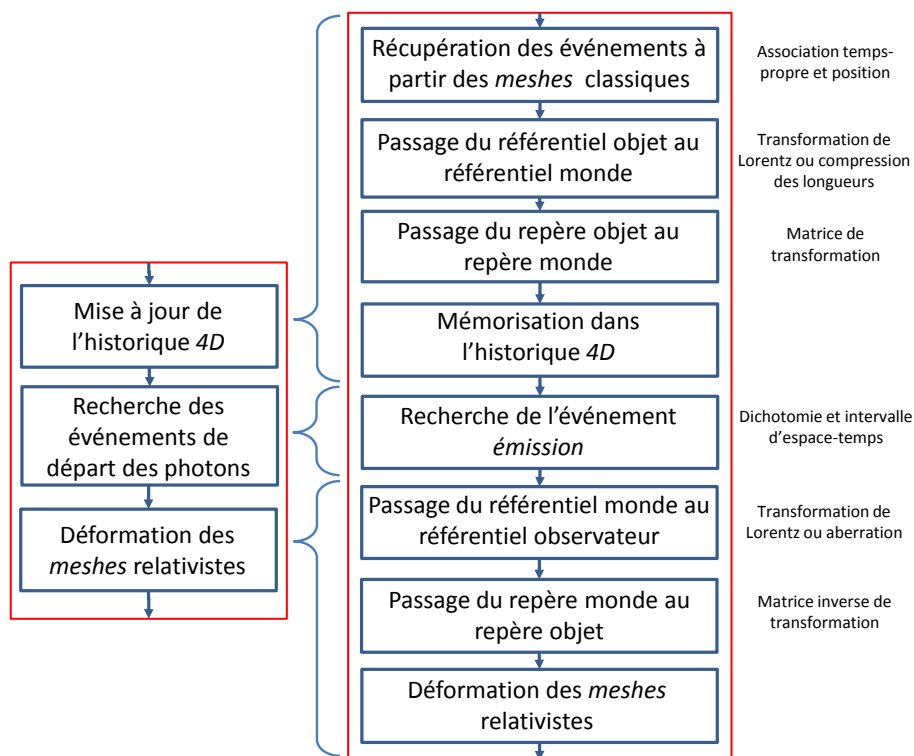 Mise à jour de
l’historique 4D
Recherche des
événements de
départ des photons
Déformation des
meshes relativistes
Récupération des événements à
partir des meshes classiques
Passage du référentiel objet au
référentiel monde
Passage du repère objet au
repère monde
Mémorisation dans
l’historique 4D
Recherche de l’événement
émission
Passage du référentiel monde au
référentiel observateur
Passage du repère monde au
repère objet
Déformation des meshes
relativistes
Association temps-
propre et position
Transformation de
Lorentz ou compression
des longueurs
Matrice de
transformation
Dichotomie et intervalle
d’espace-temps
Transformation de
Lorentz ou aberration
Matrice inverse de
transformation